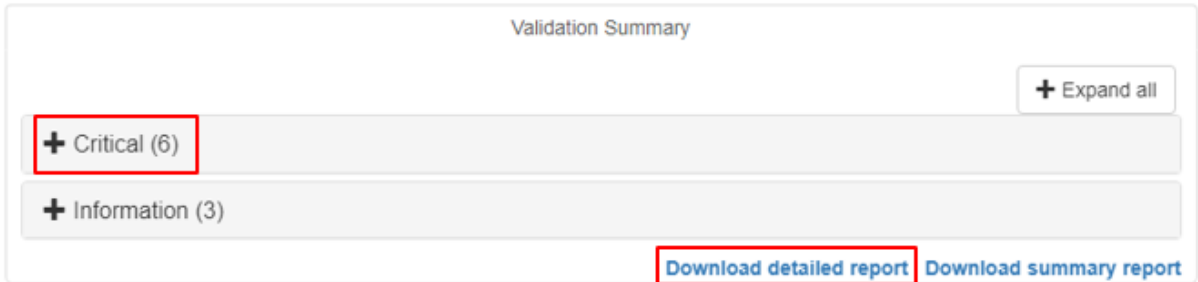 Validation Summary
+ Expand all
+ Critical (6)
+ Information (3)
Download detailed report Download summary report